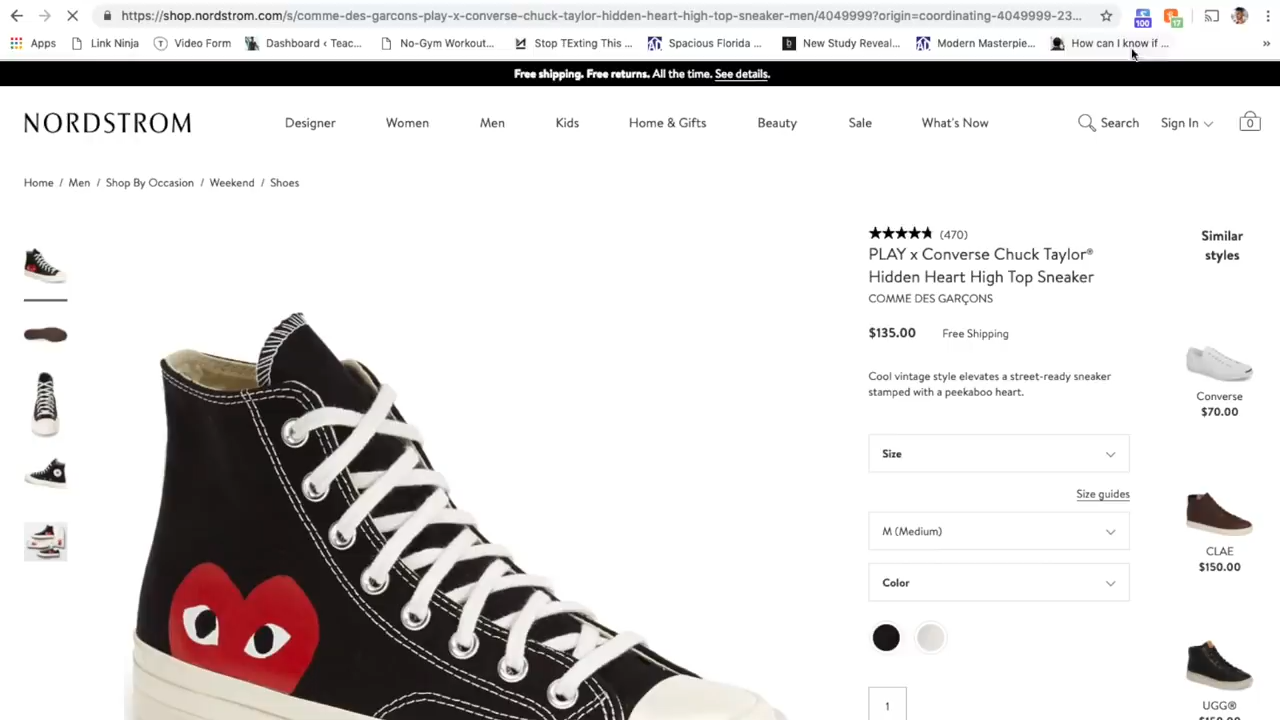 https://shop.nordstrom.com/s/comme-des-garcons-play-x-converse-chuck-taylor-hidden-heart-high-top-sneaker-men/4049999?origin=coordinating-4049999-23...
100
17
Apps
Link Ninja
Video Form
Dashboard ‹ Teac...
No-Gym Workout...
Stop TExting This ...
Spacious Florida ...
New Study Reveal...
Modern Masterpie...
How can I know if ...
»
Free shipping. Free returns. All the time. See details.
NORDSTROM
Designer
Women
Men
Kids
Home & Gifts
Beauty
Sale
What's Now
Search
Sign In
0
Home / Men / Shop By Occasion / Weekend / Shoes
(470)
PLAY x Converse Chuck Taylor®
Hidden Heart High Top Sneaker
COMME DES GARÇONS
$135.00 Free Shipping
Cool vintage style elevates a street-ready sneaker
stamped with a peekaboo heart.
Size
Size guides
M (Medium)
Color
1
Similar
styles
Converse
$70.00
CLAE
$150.00
UGG®